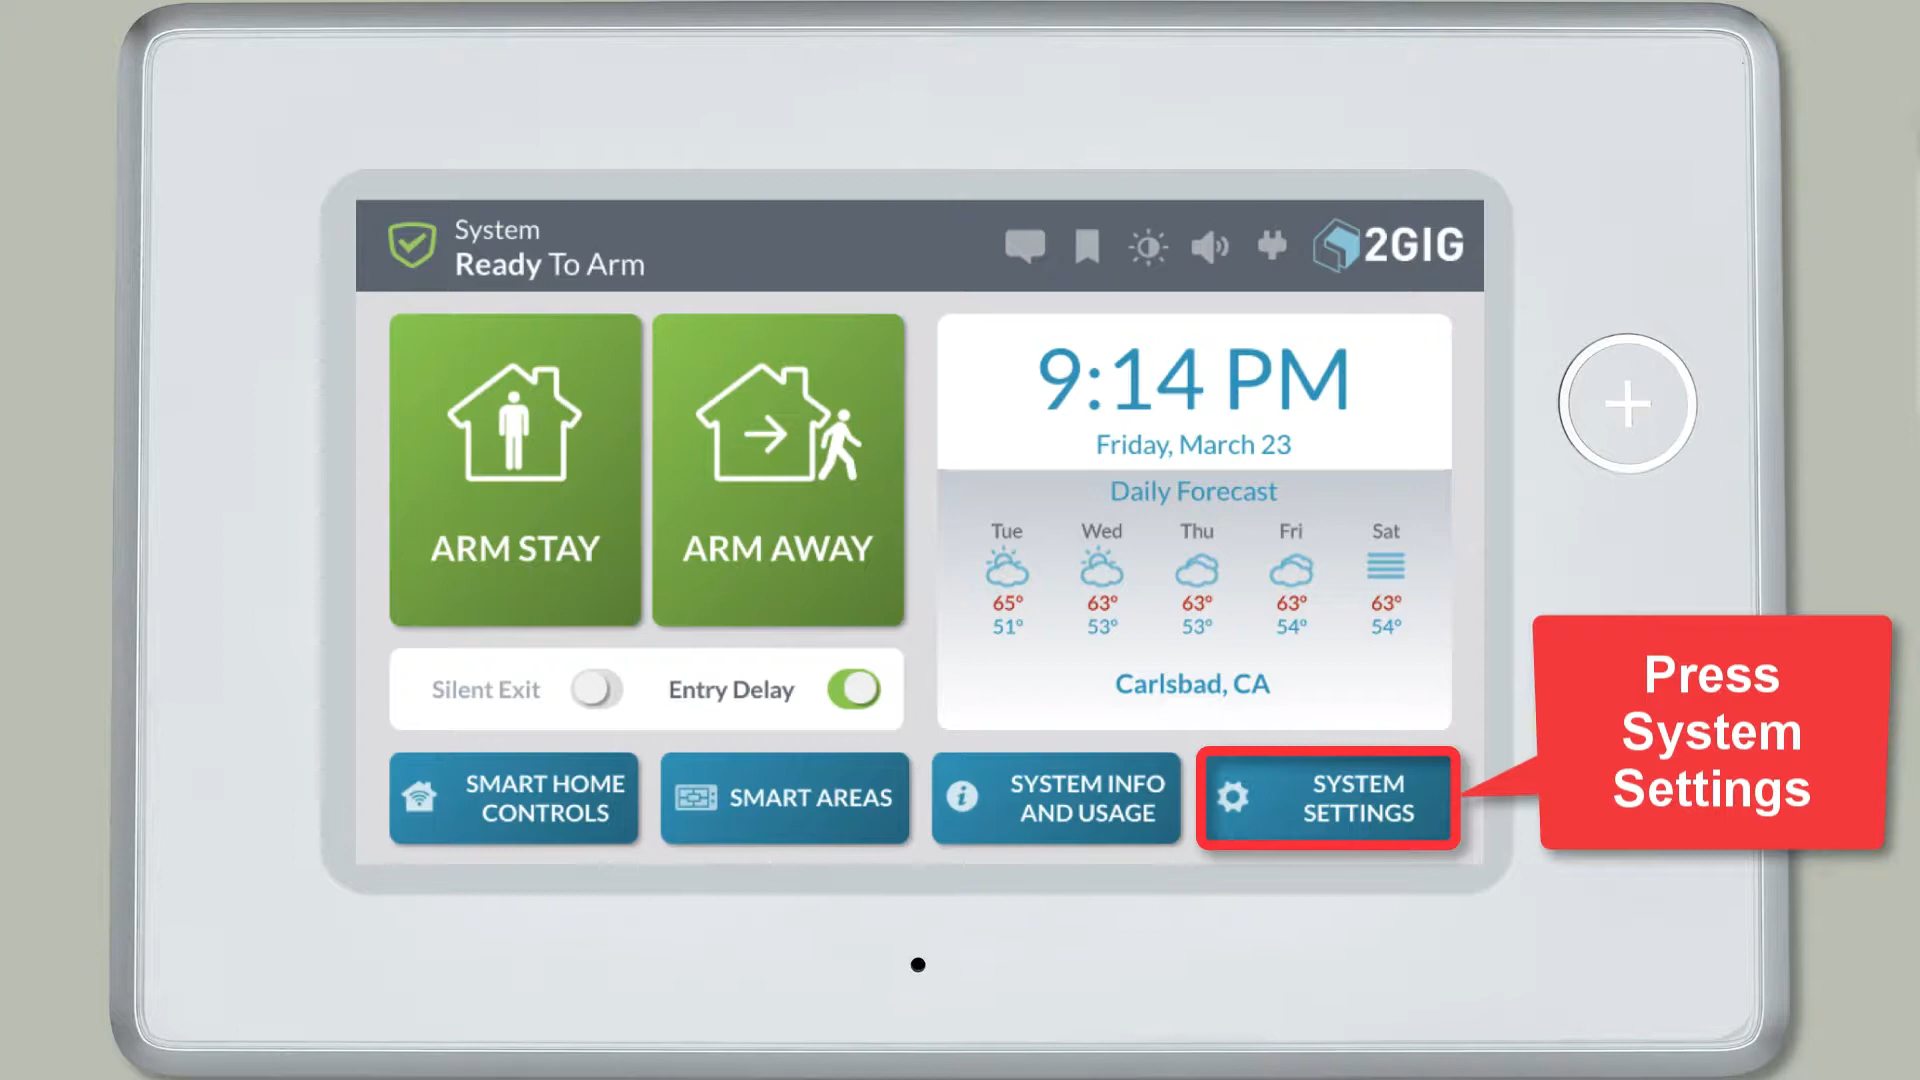 System
Ready To Arm
2GIG
ARM STAY
ARM AWAY
9:14 PM
Friday, March 23
Daily Forecast
Tue Wed Thu Fri Sat
65° 63° 63° 63° 63°
51° 53° 53° 54° 54°
Carlsbad, CA
Silent Exit
Entry Delay
SMART HOME
CONTROLS
SMART AREAS
SYSTEM INFO
AND USAGE
SYSTEM
SETTINGS
Press
System
Settings